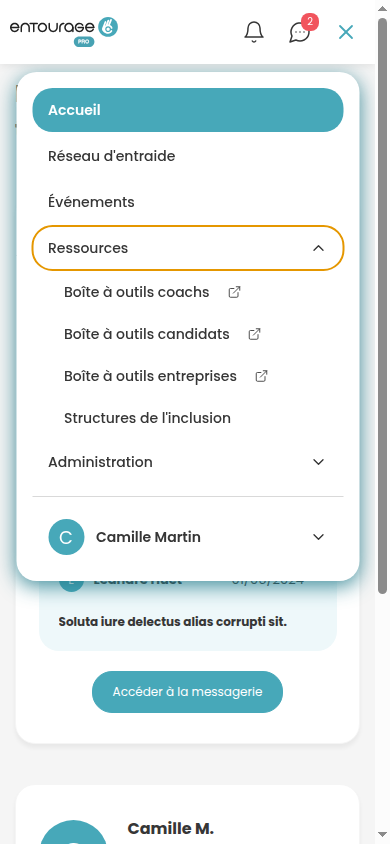 entourage
PRO
2
Accueil
Réseau d'entraide
Événements
Ressources
Boîte à outils coachs
Boîte à outils candidats
Boîte à outils entreprises
Structures de l'inclusion
Administration
C
Camille Martin
Soluta iure delectus alias corrupti sit.
Accéder à la messagerie
Camille M.